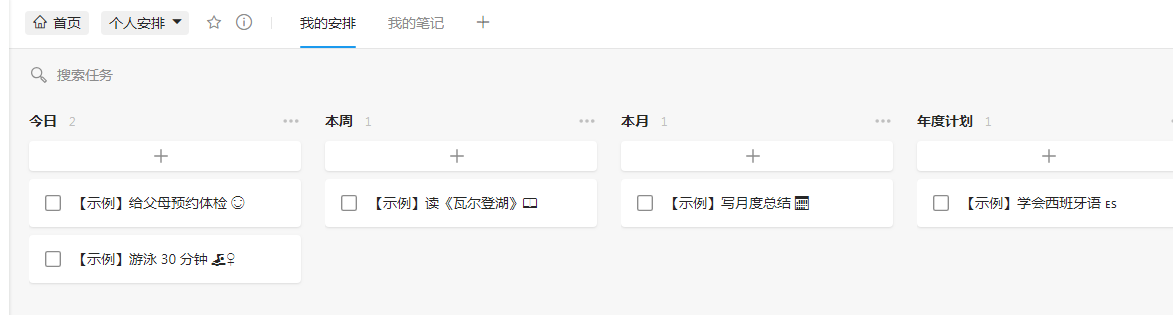 首页 个人安排 我的安排 我的笔记
搜索任务
今日 2
【示例】给父母预约体检
【示例】游泳 30 分钟
本周 1
【示例】读《瓦尔登湖》
本月 1
【示例】写月度总结
年度计划 1
【示例】学会西班牙语 ES